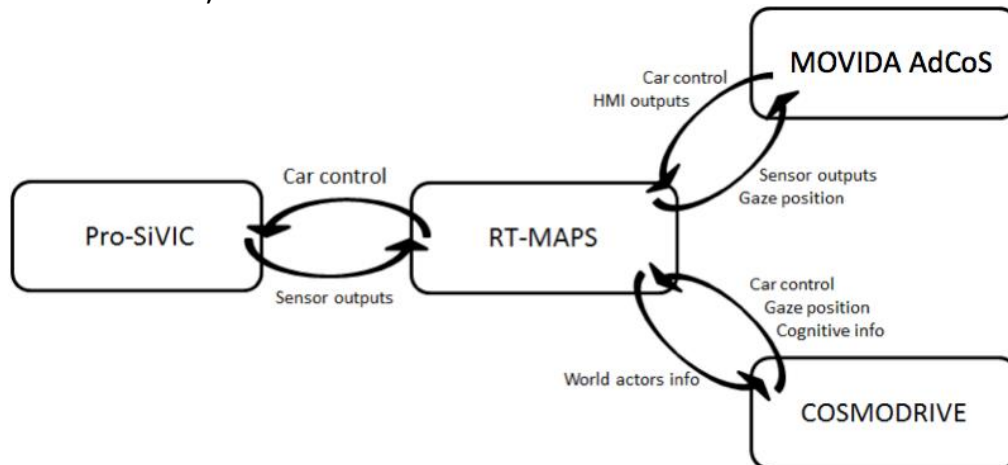 MOVIDA AdCoS
Car control
HMI outputs
Sensor outputs
Gaze position
Car control
Pro-SiVIC
RT-MAPS
Sensor outputs
Car control
Gaze position
Cognitive info
World actors info
COSMODRIVE